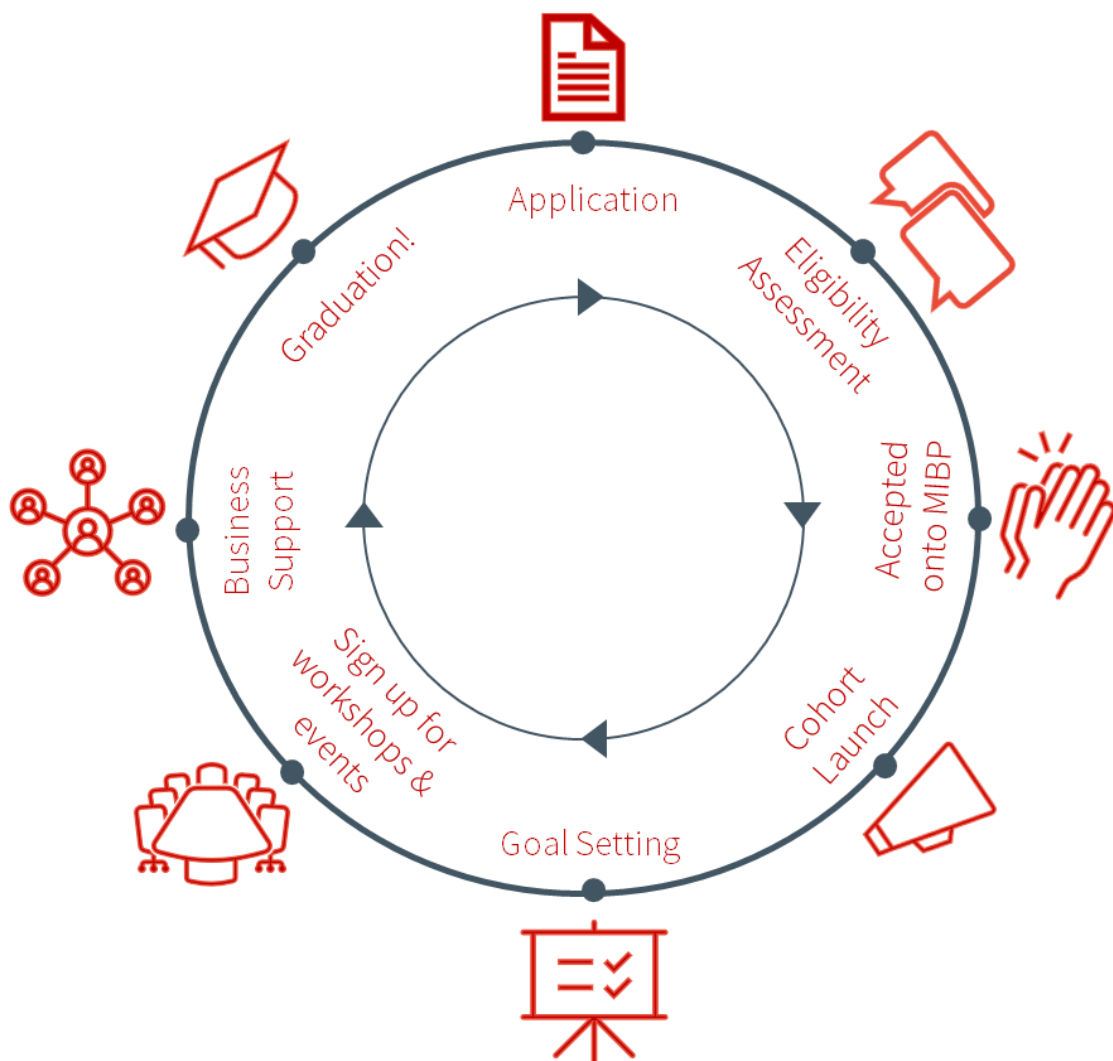 Application
Eligibility
Assessment
Accepted
onto MIBP
Cohort
Launch
Goal Setting
Sign up for
workshops &
events
Business
Support
Graduation!